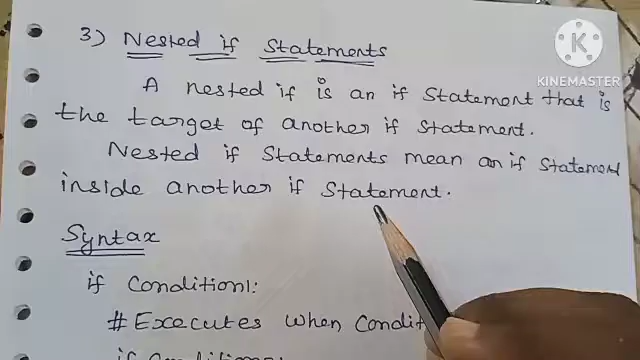 3) Nested if Statements
K
KINEMASTER
A nested if is an if Statement that is
the target of another if statement.
Nested if Statements mean an if Statement
inside another if Statement.
Syntax
if Condition1:
# Executes when
if